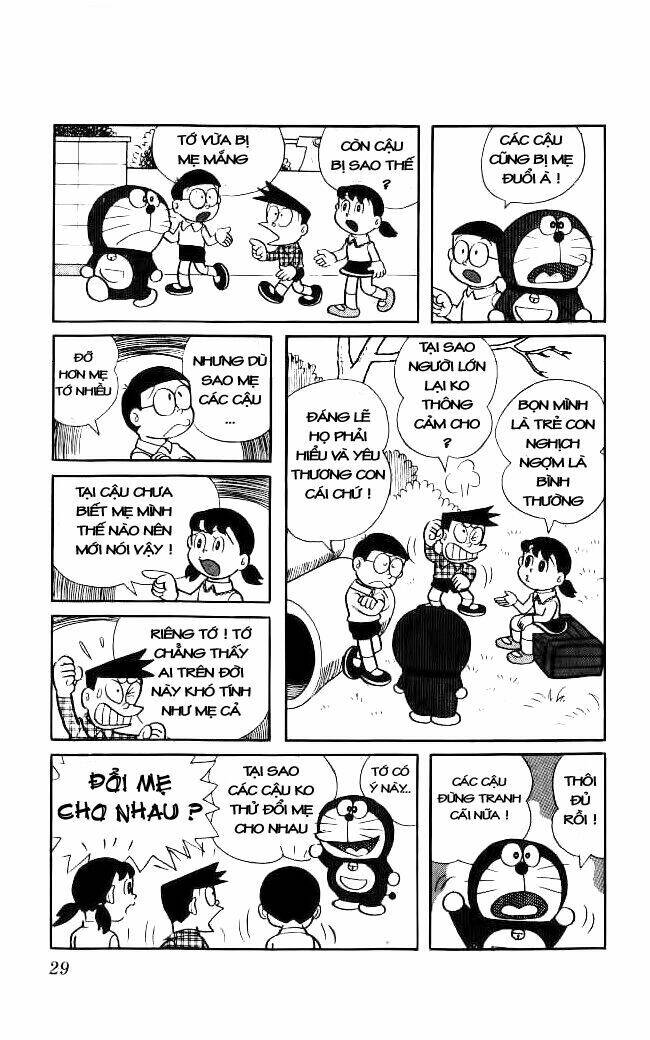 CÁC CẬU
CŨNG BỊ MẸ
ĐUỔI À !
CÒN CẬU
BỊ SAO THẾ
?
TỚ VỪA BỊ
MẸ MẮNG
BỌN MÌNH
LÀ TRẺ CON
NGHỊCH
NGỢM LÀ
BÌNH
THƯỜNG
TẠI SAO
NGƯỜI LỚN
LẠI KO
THÔNG
CẢM CHO
?
ĐÁNG LẼ
HỌ PHẢI
HIỂU VÀ YÊU
THƯƠNG CON
CÁI CHỨ !
NHƯNG DÙ
SAO MẸ
CÁC CẬU
...
ĐỠ
HƠN MẸ
TỚ NHIỀU
TẠI CẬU CHƯA
BIẾT MẸ MÌNH
THẾ NÀO NÊN
MỚI NÓI VẬY !
RIÊNG TỚ ! TỚ
CHẲNG THẤY
AI TRÊN ĐỜI
NÀY KHÓ TÍNH
NHƯ MẸ CẢ
THÔI
ĐỦ
RỒI !
CÁC CẬU
ĐỪNG TRANH
CÃI NỮA !
TỚ CÓ
Ý NÀY..
TẠI SAO
CÁC CẬU KO
THỬ ĐỔI MẸ
CHO NHAU
ĐỔI MẸ
CHO NHAU ?
29